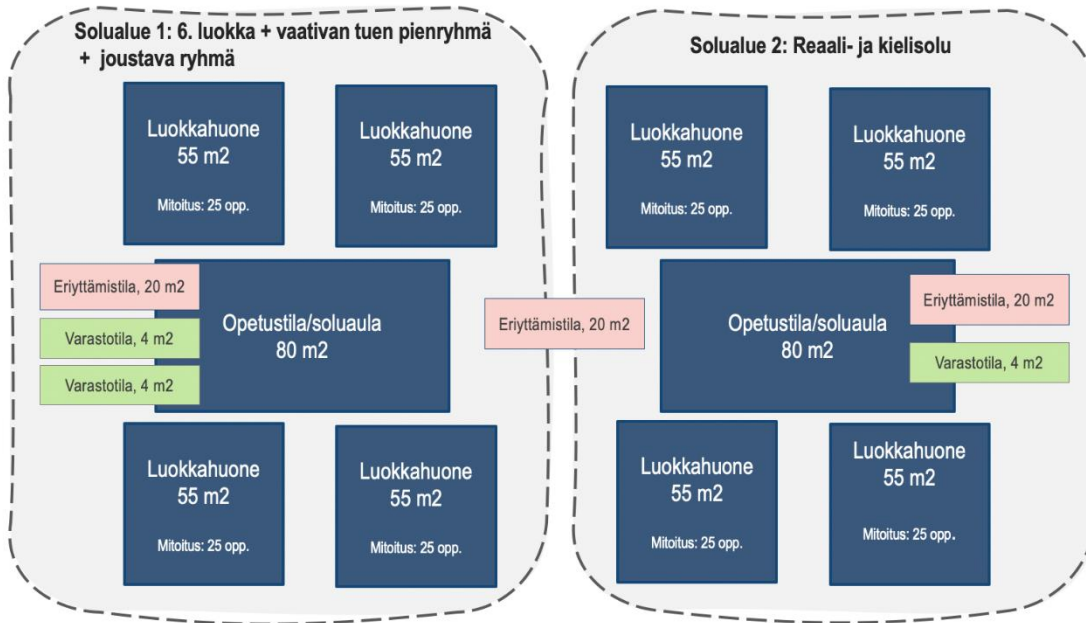 Solualue 1: 6. luokka + vaativan tuen pienryhmä
+ joustava ryhmä
Luokkahuone
55 m2
Mitoitus: 25 opp.
Luokkahuone
55 m2
Mitoitus: 25 opp.
Eriyttämistila, 20 m2
Varastotila, 4 m2
Varastotila, 4 m2
Opetustila/soluaula
80 m2
Luokkahuone
55 m2
Mitoitus: 25 opp.
Luokkahuone
55 m2
Mitoitus: 25 opp.
Eriyttämistila, 20 m2
Solualue 2: Reaali- ja kielisolu
Luokkahuone
55 m2
Mitoitus: 25 opp.
Luokkahuone
55 m2
Mitoitus: 25 opp.
Opetustila/soluaula
80 m2
Eriyttämistila, 20 m2
Varastotila, 4 m2
Luokkahuone
55 m2
Mitoitus: 25 opp.
Luokkahuone
55 m2
Mitoitus: 25 opp.